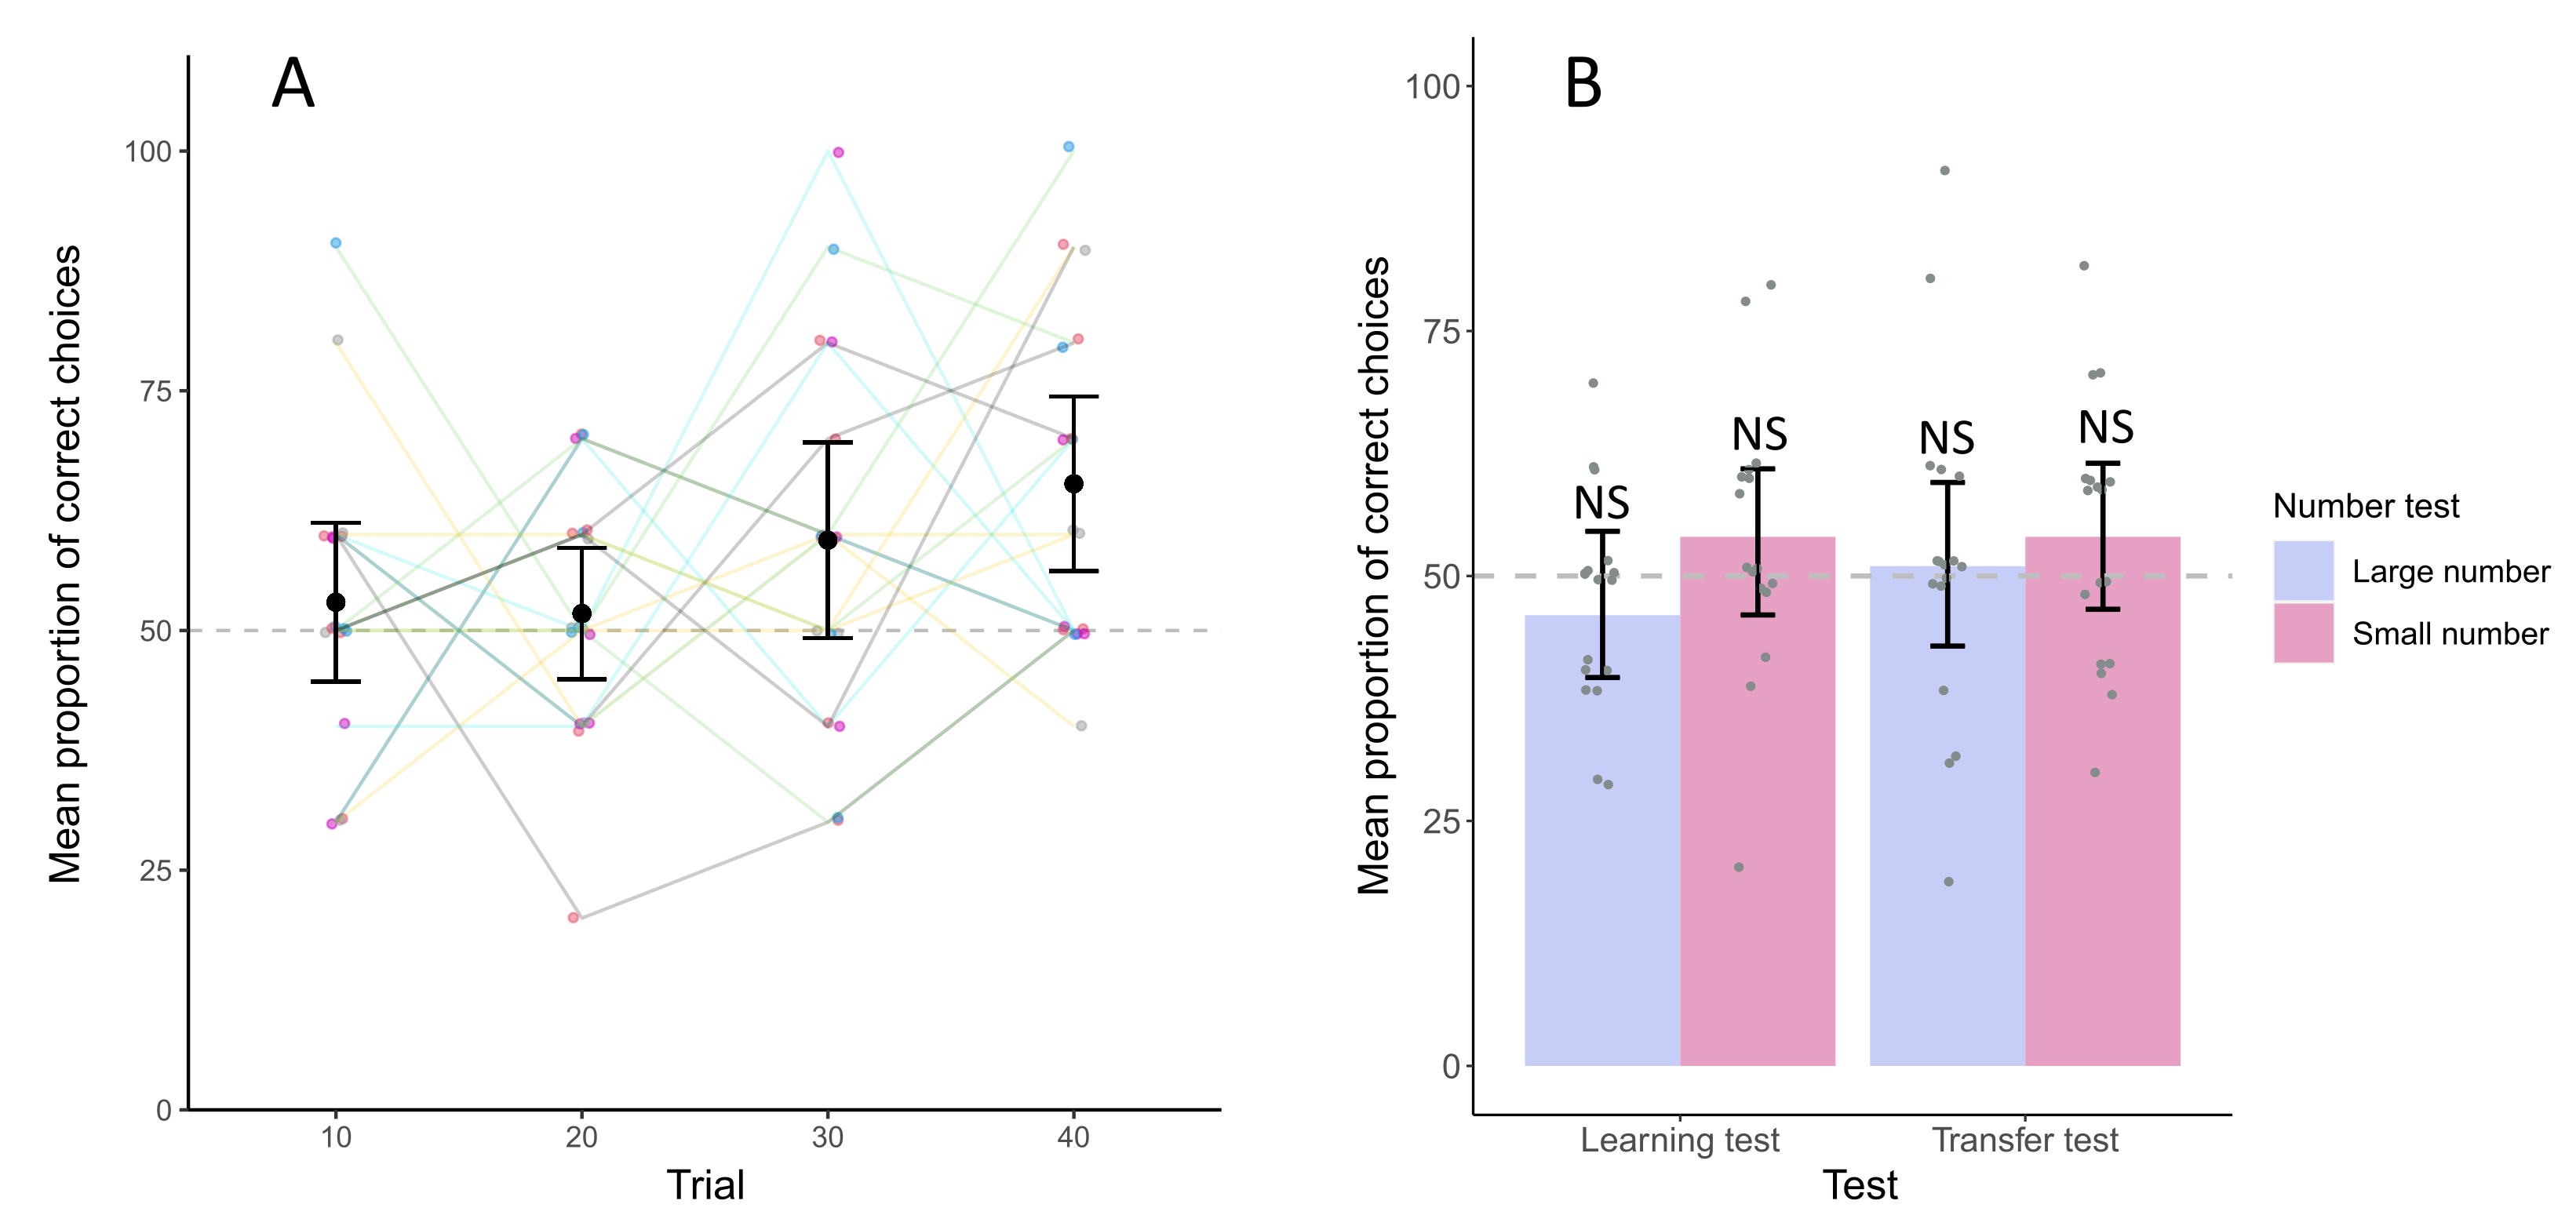 A
Mean proportion of correct choices
100
75
50
25
0
10 20 30 40
Trial
B
Mean proportion of correct choices
100
75
50
25
0
NS NS NS NS
Learning test Transfer test
Test
Number test
Large number
Small number